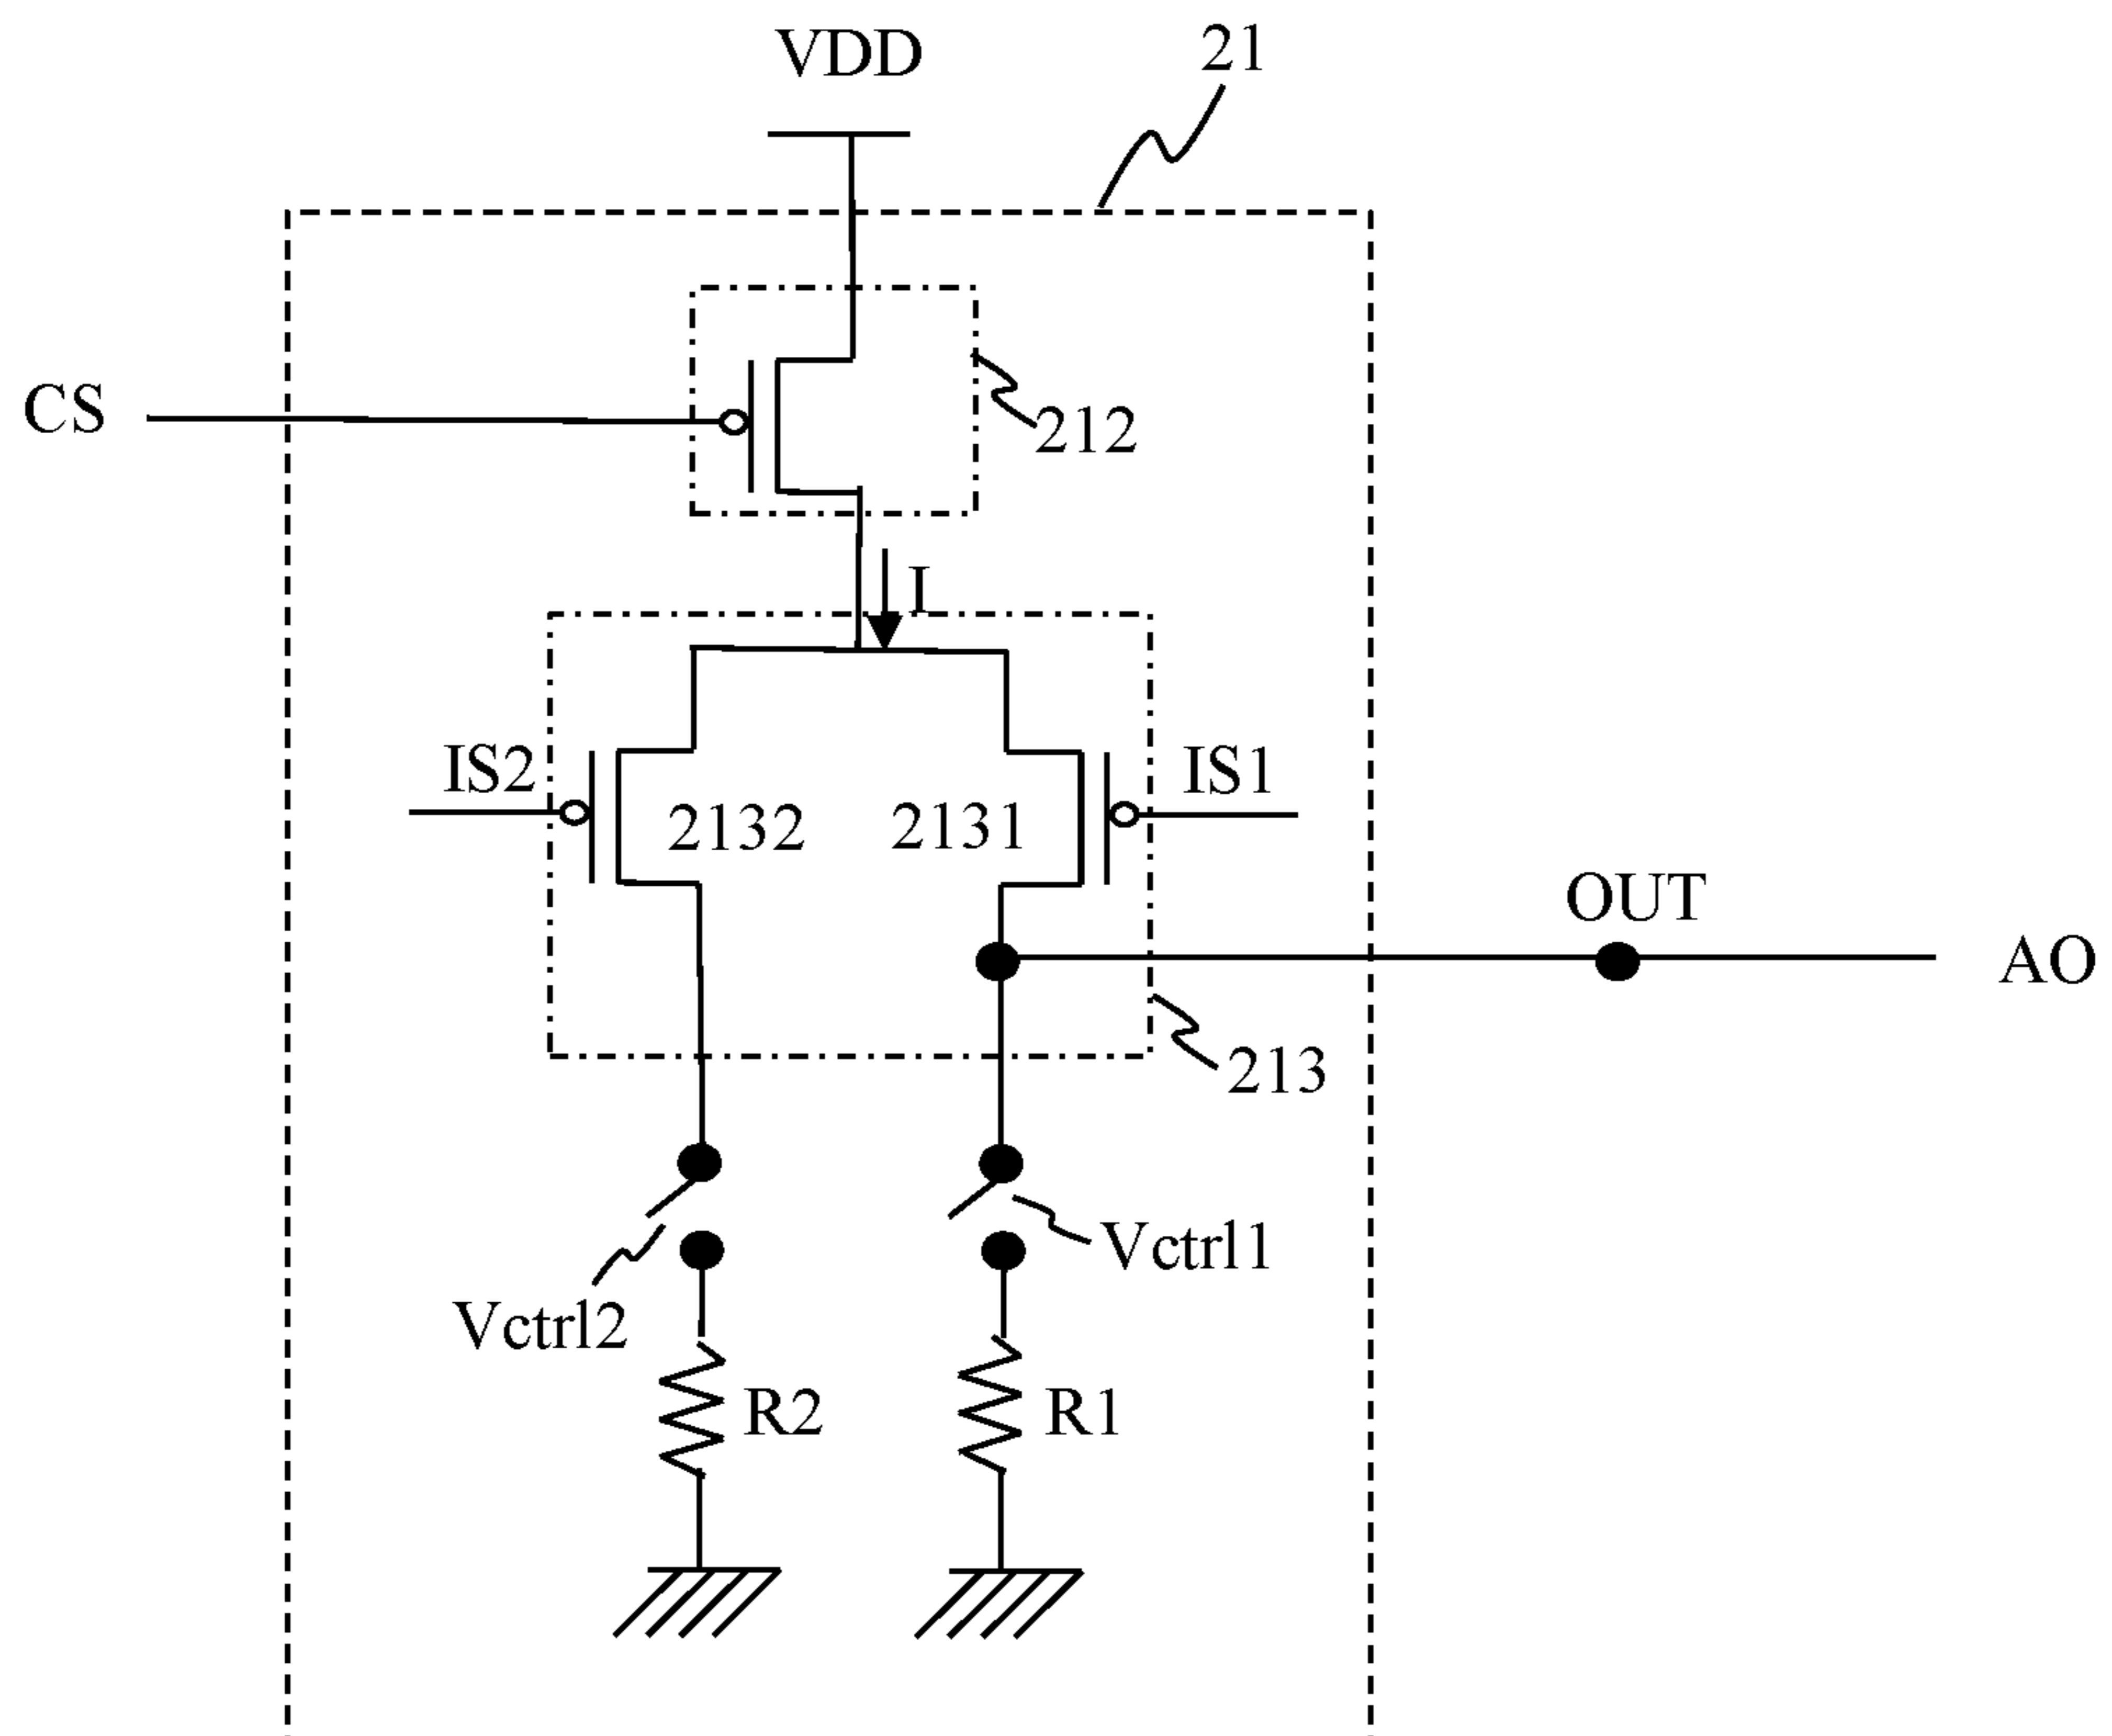 VDD
21
CS
212
I
IS2
IS1
2132
2131
OUT
AO
213
Vctrl1
Vctrl2
R2
R1